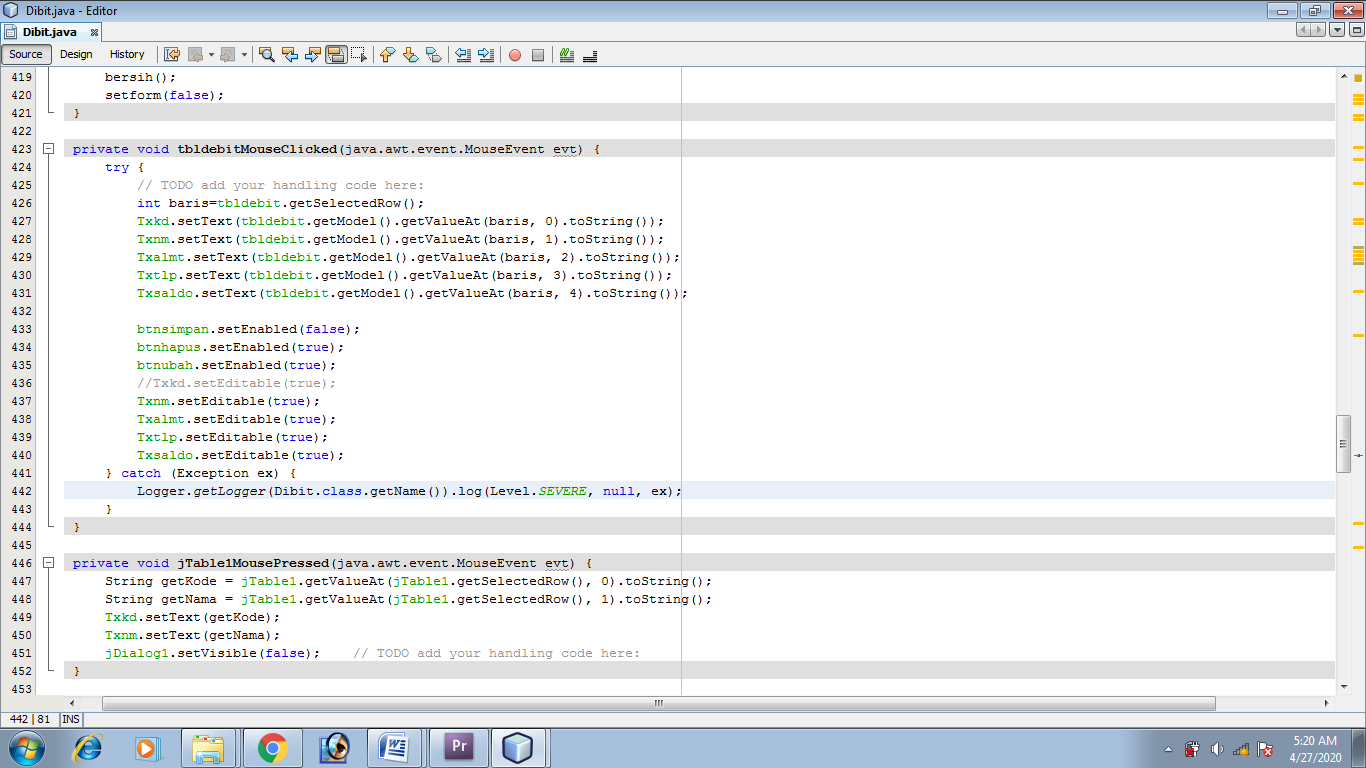 Dibit.java - Editor
Dibit.java
Source Design History
419 bersih();
420 setform(false);
421 }
422
423 private void tbldebitMouseClicked(java.awt.event.MouseEvent evt) {
424 try {
425 // TODO add your handling code here:
426 int baris=tbldebit.getSelectedRow();
427 Txkd.setText(tbldebit.getModel().getValueAt(baris, 0).toString());
428 Txnm.setText(tbldebit.getModel().getValueAt(baris, 1).toString());
429 Txalmt.setText(tbldebit.getModel().getValueAt(baris, 2).toString());
430 Txtlp.setText(tbldebit.getModel().getValueAt(baris, 3).toString());
431 Txsaldo.setText(tbldebit.getModel().getValueAt(baris, 4).toString());
432
433 btnsimpan.setEnabled(false);
434 btnhapus.setEnabled(true);
435 btnubah.setEnabled(true);
436 //Txkd.setEditable(true);
437 Txnm.setEditable(true);
438 Txalmt.setEditable(true);
439 Txtlp.setEditable(true);
440 Txsaldo.setEditable(true);
441 } catch (Exception ex) {
442 Logger.getLogger(Dibit.class.getName()).log(Level.SEVERE, null, ex);
443 }
444 }
445
446 private void jTable1MousePressed(java.awt.event.MouseEvent evt) {
447 String getKode = jTable1.getValueAt(jTable1.getSelectedRow(), 0).toString();
448 String getNama = jTable1.getValueAt(jTable1.getSelectedRow(), 1).toString();
449 Txkd.setText(getKode);
450 Txnm.setText(getNama);
451 jDialog1.setVisible(false); // TODO add your handling code here:
452 }
453
442 | 81 INS
Pr
5:20 AM
4/27/2020